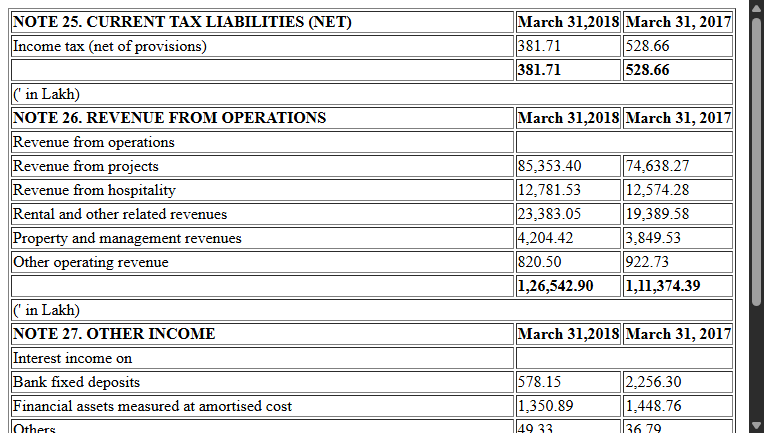 NOTE 25. CURRENT TAX LIABILITIES (NET) March 31,2018 March 31, 2017
Income tax (net of provisions) 381.71 528.66
381.71 528.66
(' in Lakh)
NOTE 26. REVENUE FROM OPERATIONS March 31,2018 March 31, 2017
Revenue from operations
Revenue from projects 85,353.40 74,638.27
Revenue from hospitality 12,781.53 12,574.28
Rental and other related revenues 23,383.05 19,389.58
Property and management revenues 4,204.42 3,849.53
Other operating revenue 820.50 922.73
1,26,542.90 1,11,374.39
(' in Lakh)
NOTE 27. OTHER INCOME March 31,2018 March 31, 2017
Interest income on
Bank fixed deposits 578.15 2,256.30
Financial assets measured at amortised cost 1,350.89 1,448.76
Others 49.33 36.79